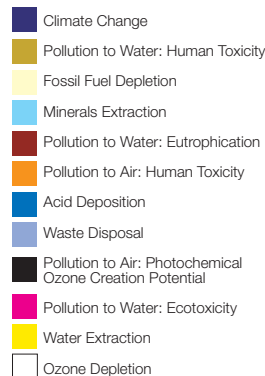 Climate Change
Pollution to Water: Human Toxicity
Fossil Fuel Depletion
Minerals Extraction
Pollution to Water: Eutrophication
Pollution to Air: Human Toxicity
Acid Deposition
Waste Disposal
Pollution to Air: Photochemical
Ozone Creation Potential
Pollution to Water: Ecotoxicity
Water Extraction
Ozone Depletion